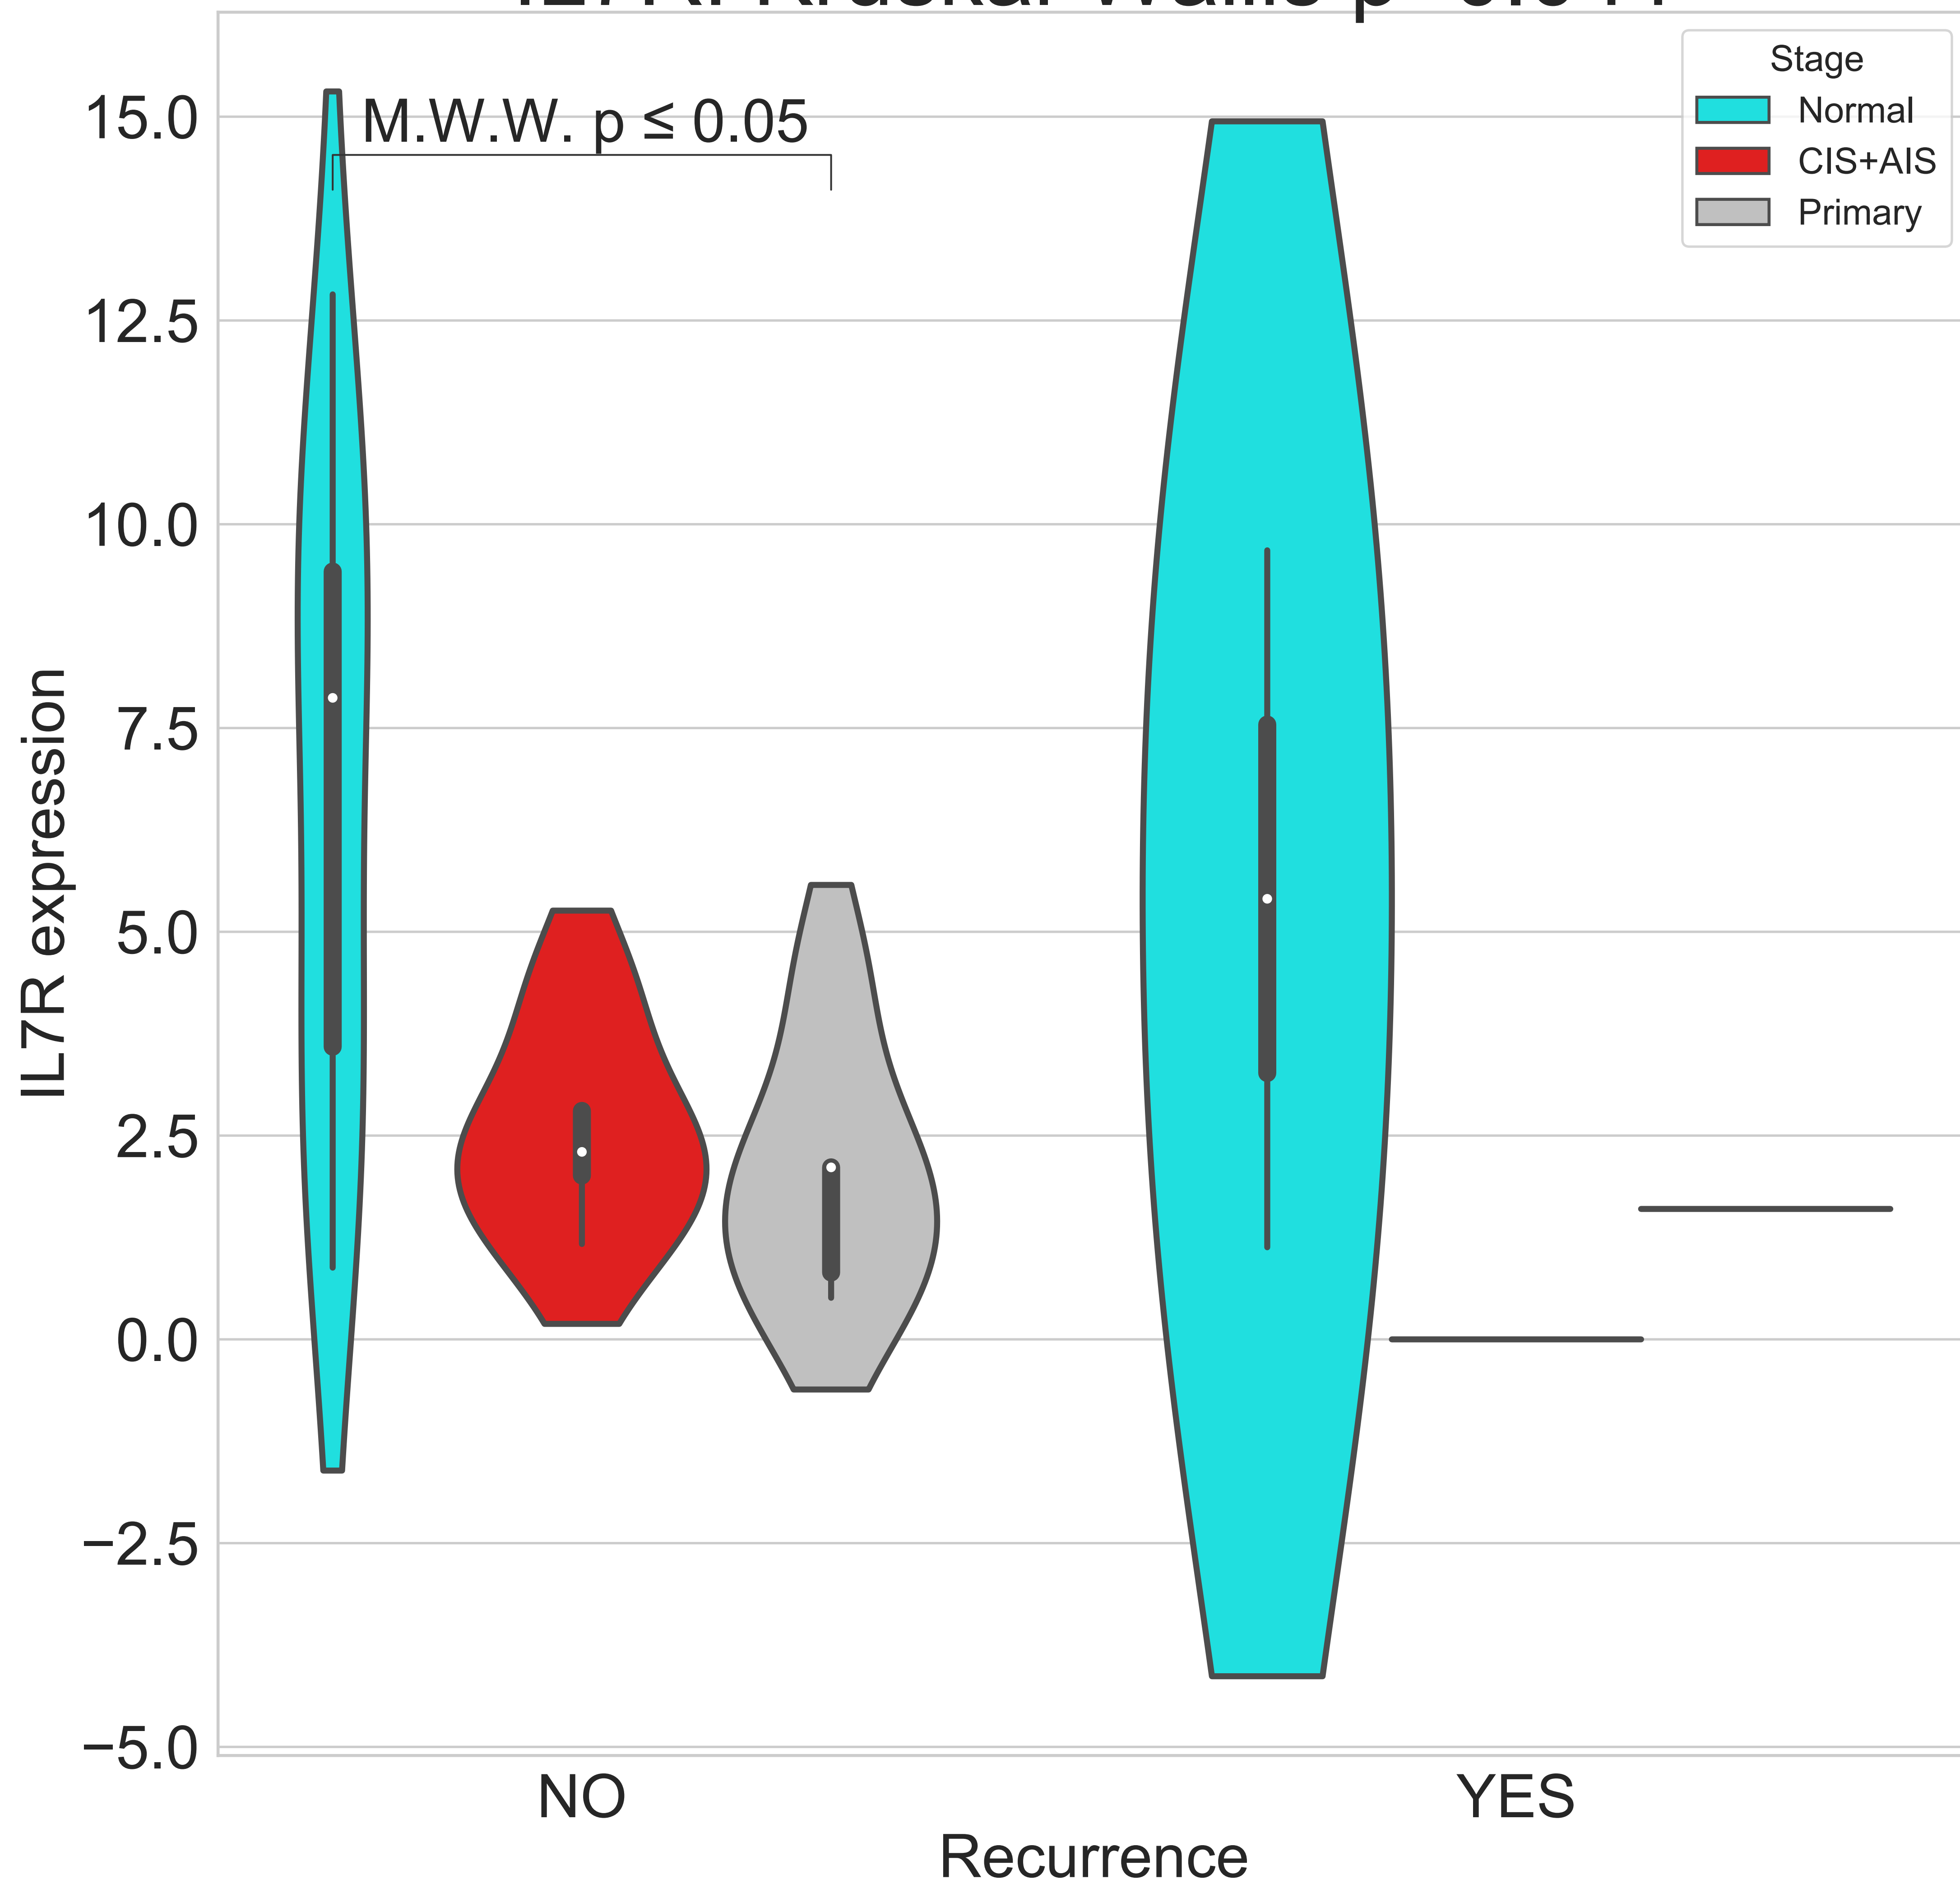 Stage
Normal
CIS+AIS
Primary
M.W.W. p ≤ 0.05
15.0
12.5
10.0
7.5
5.0
2.5
0.0
−2.5
−5.0
IL7R expression
NO
YES
Recurrence